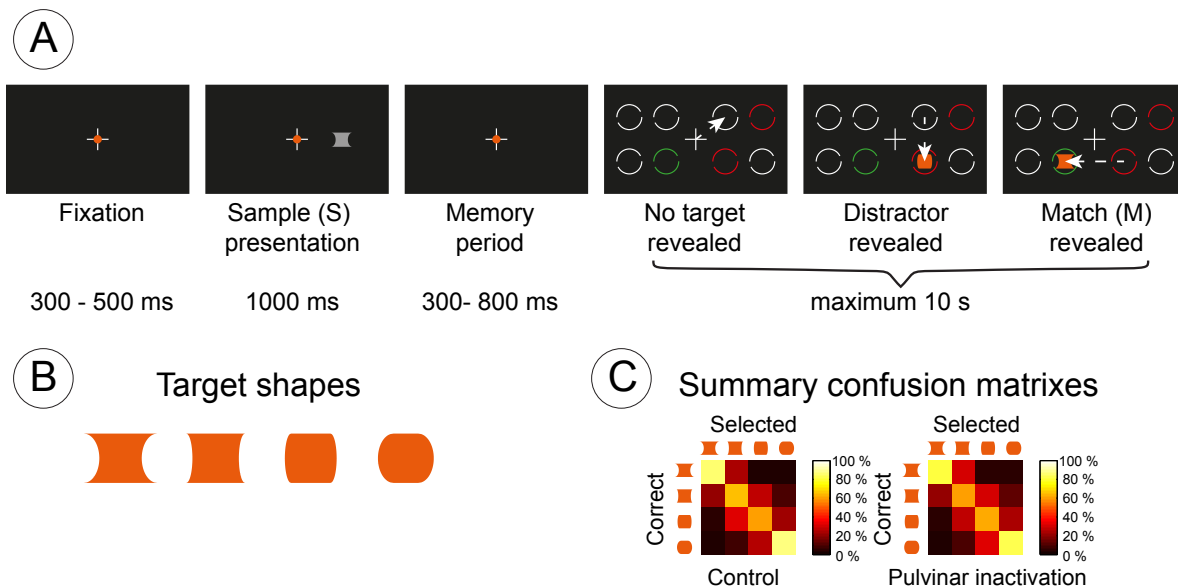 A
Fixation
Sample (S)
presentation
Memory
period
No target
revealed
Distractor
revealed
Match (M)
revealed
300 - 500 ms
1000 ms
300- 800 ms
maximum 10 s
B
Target shapes
C
Summary confusion matrixes
Selected
Correct
100 %
80 %
60 %
40 %
20 %
0 %
Control
Selected
Correct
100 %
80 %
60 %
40 %
20 %
0 %
Pulvinar inactivation